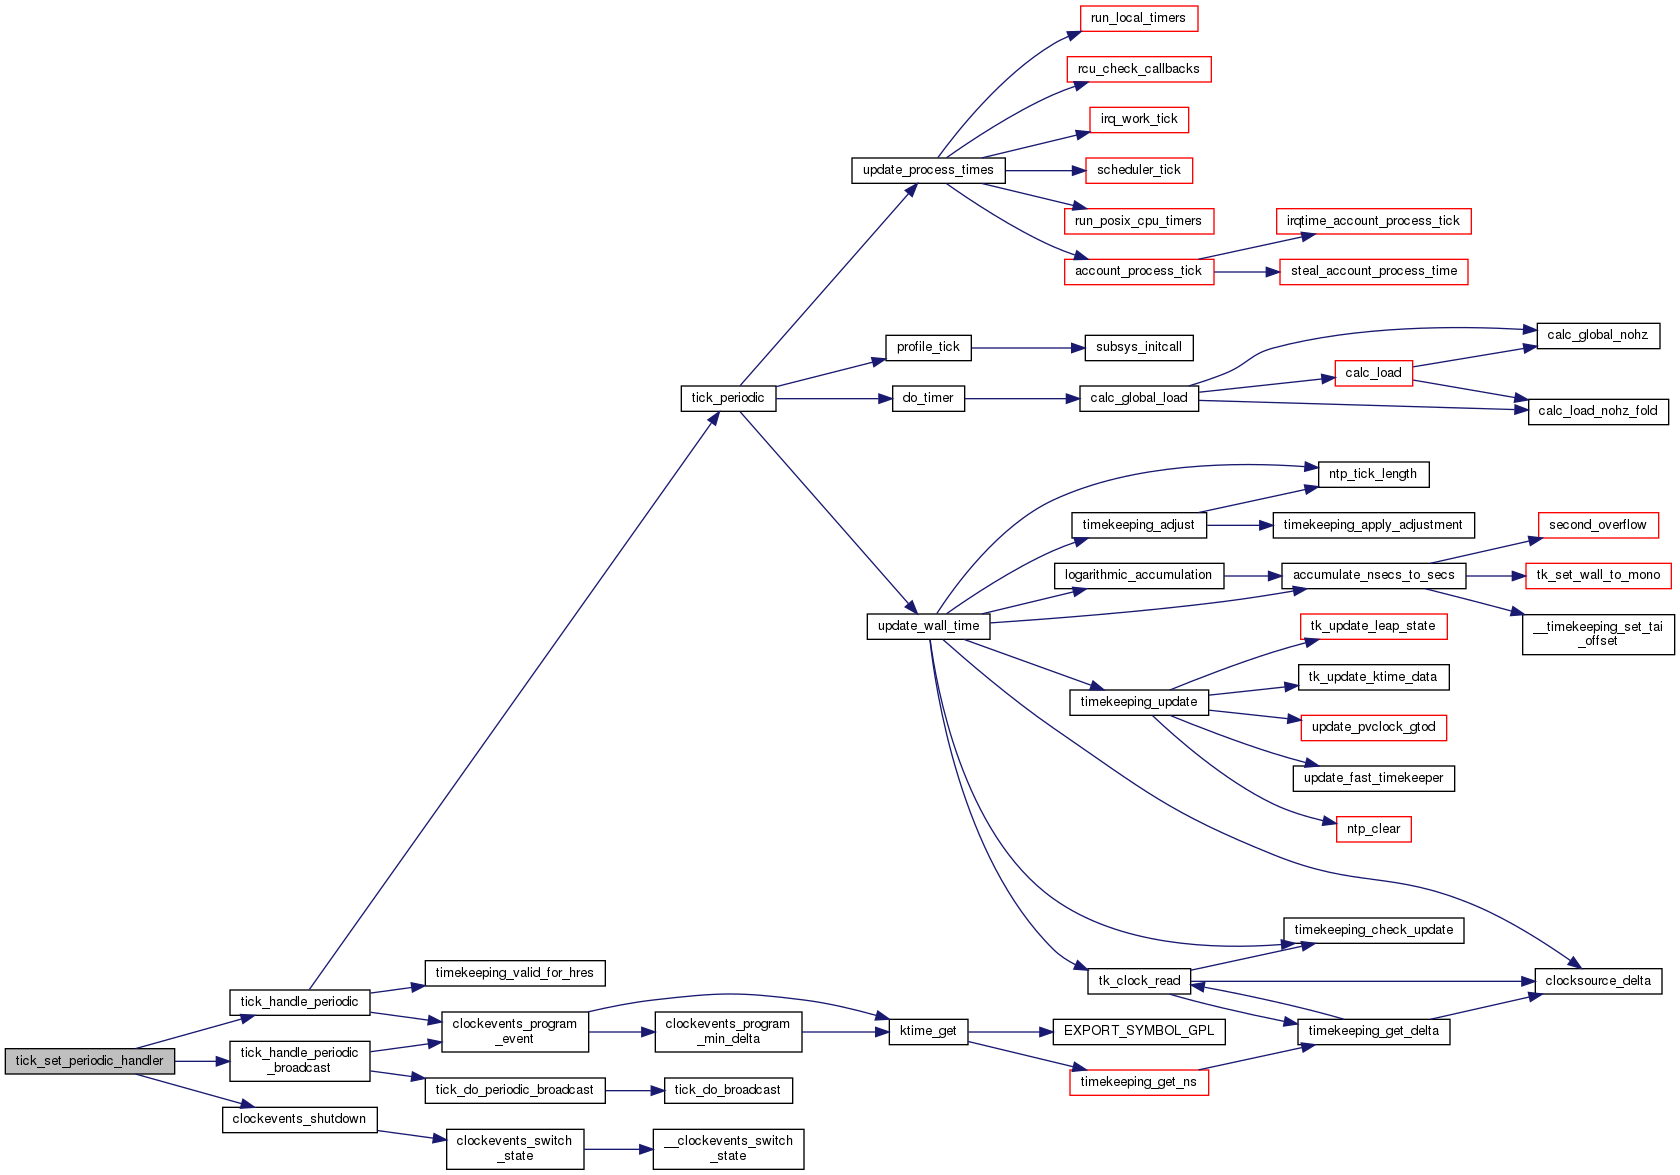 run_local_timers
rcu_check_callbacks
irq_work_tick
update_process_times
scheduler_tick
run_posix_cpu_timers
irqtime_account_process_tick
account_process_tick
steal_account_process_time
calc_global_nohz
profile_tick
subsys_initcall
calc_load
tick_periodic
do_timer
calc_global_load
calc_load_nohz_fold
ntp_tick_length
timekeeping_adjust
timekeeping_apply_adjustment
second_overflow
logarithmic_accumulation
accumulate_nsecs_to_secs
tk_set_wall_to_mono
update_wall_time
tk_update_leap_state
__timekeeping_set_tai
_offset
tk_update_ktime_data
timekeeping_update
update_pvclock_gtod
update_fast_timekeeper
ntp_clear
timekeeping_check_update
timekeeping_valid_for_hres
tk_clock_read
clocksource_delta
tick_handle_periodic
clockevents_program
_event
clockevents_program
_min_delta
ktime_get
EXPORT_SYMBOL_GPL
timekeeping_get_delta
tick_set_periodic_handler
tick_handle_periodic
_broadcast
timekeeping_get_ns
tick_do_periodic_broadcast
tick_do_broadcast
clockevents_shutdown
clockevents_switch
_state
__clockevents_switch
_state